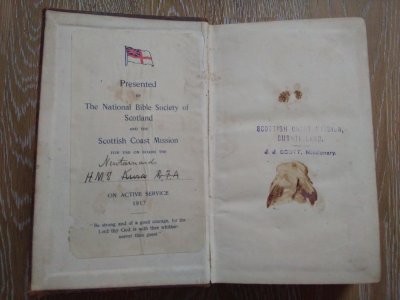 Presented
BY
The National Bible Society of
Scotland
AND THE
Scottish Coast Mission
FOR USE ON BOARD THE
H.M.T
ON ACTIVE SERVICE
1917
"Be strong and of a good courage, for the
Lord thy God is with thee whither-
soever thou goest"
SCOTTISH COAST MISSION,
J. J. SCOTT, Missionary.